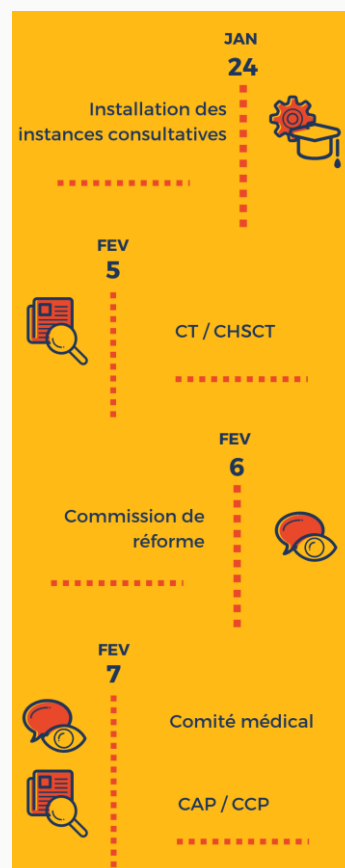 JAN
24
Installation des
instances consultatives
FEV
5
CT / CHSCT
FEV
6
Commission de
réforme
FEV
7
Comité médical
CAP / CCP